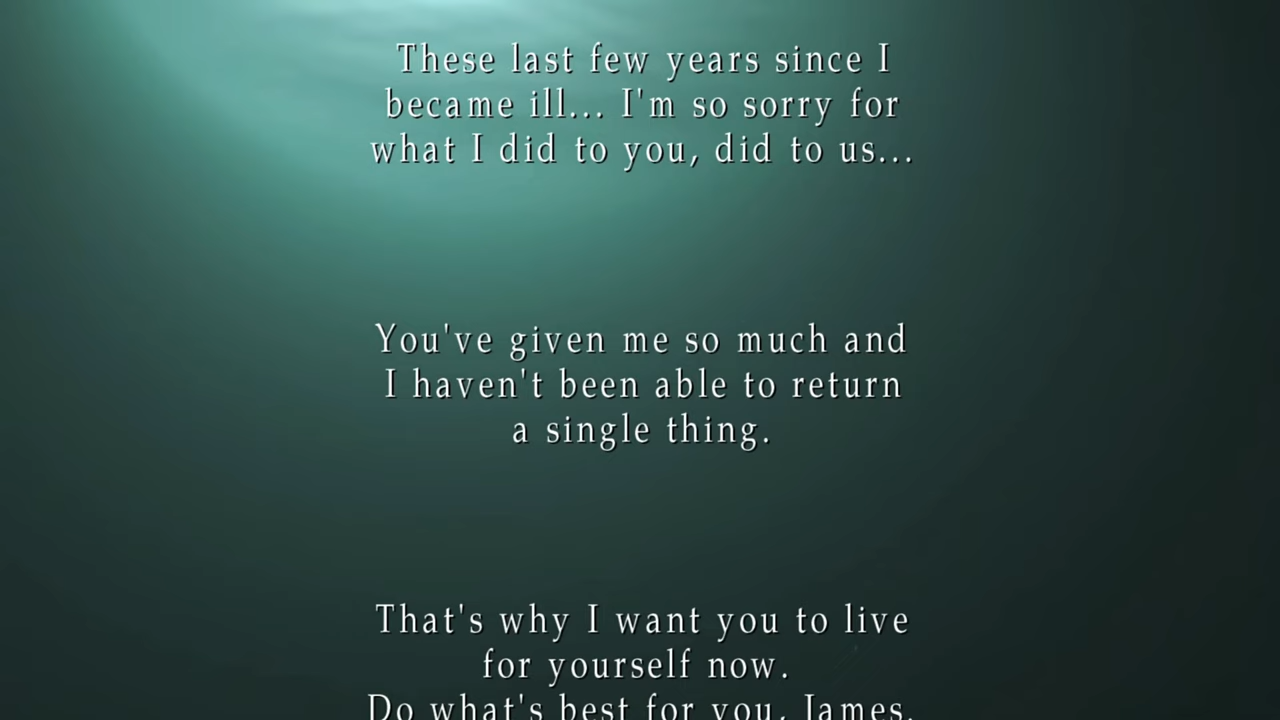 These last few years since I
became ill... I'm so sorry for
what I did to you, did to us...
You've given me so much and
I haven't been able to return
a single thing.
That's why I want you to live
for yourself now.
Do what's best for you, James.